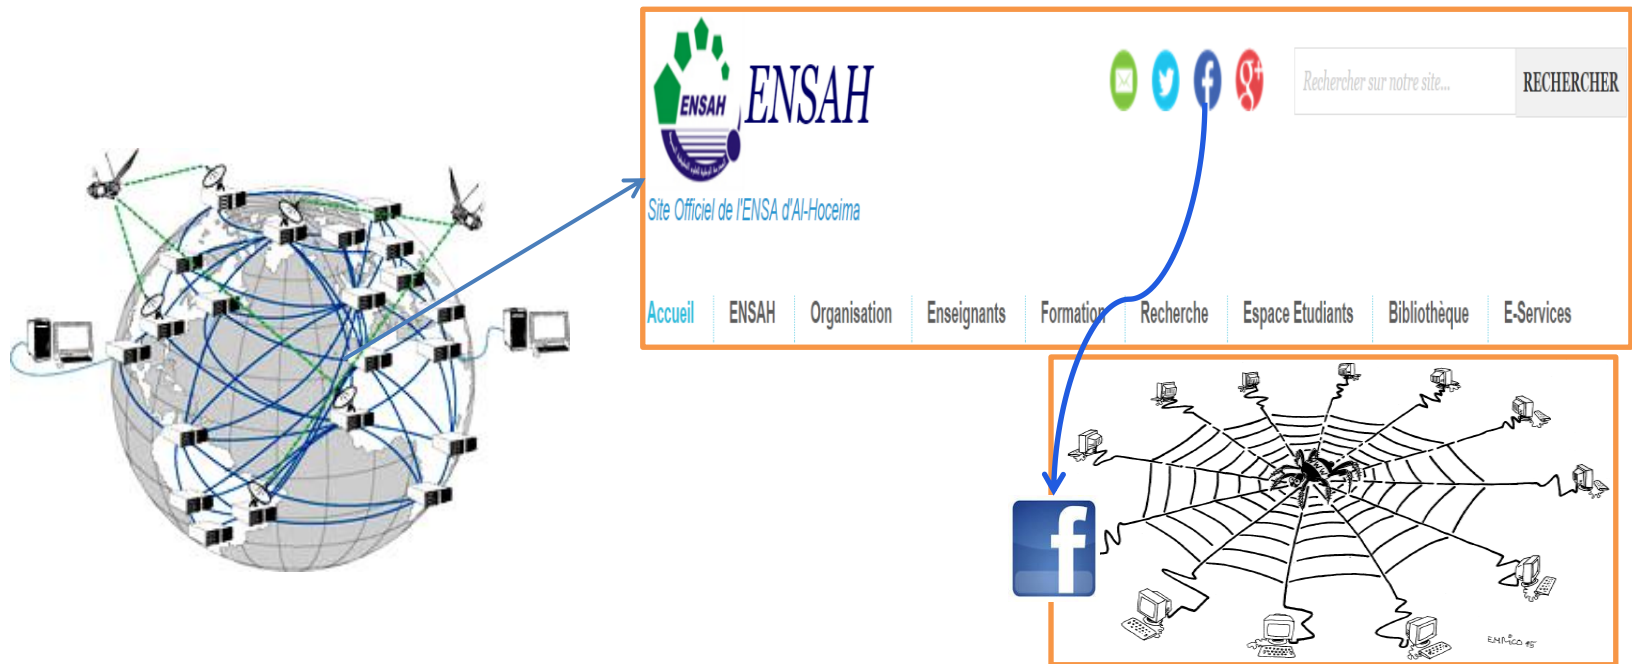 ENSAH
ENSAH
Rechercher sur notre site...
RECHERCHER
Site Officiel de l'ENSA d'Al-Hoceima
Accueil
ENSAH
Organisation
Enseignants
Formation
Recherche
Espace Etudiants
Bibliothèque
E-Services
WWW